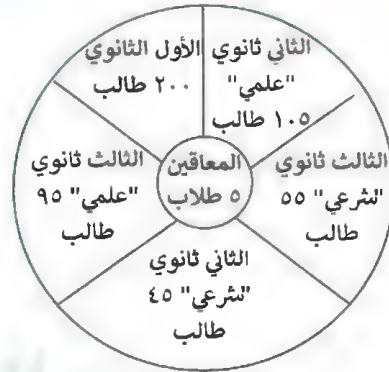 الثاني ثانوي
"علمي"
١٠٥ طالب
الأول الثانوي
٢٠٠ طالب
الثالث ثانوي
"شرعي" ٥٥
طالب
المعاقين
٥ طلاب
الثالث ثانوي
"علمي" ٩٥
طالب
الثاني ثانوي
"شرعي" ٤٥
طالب